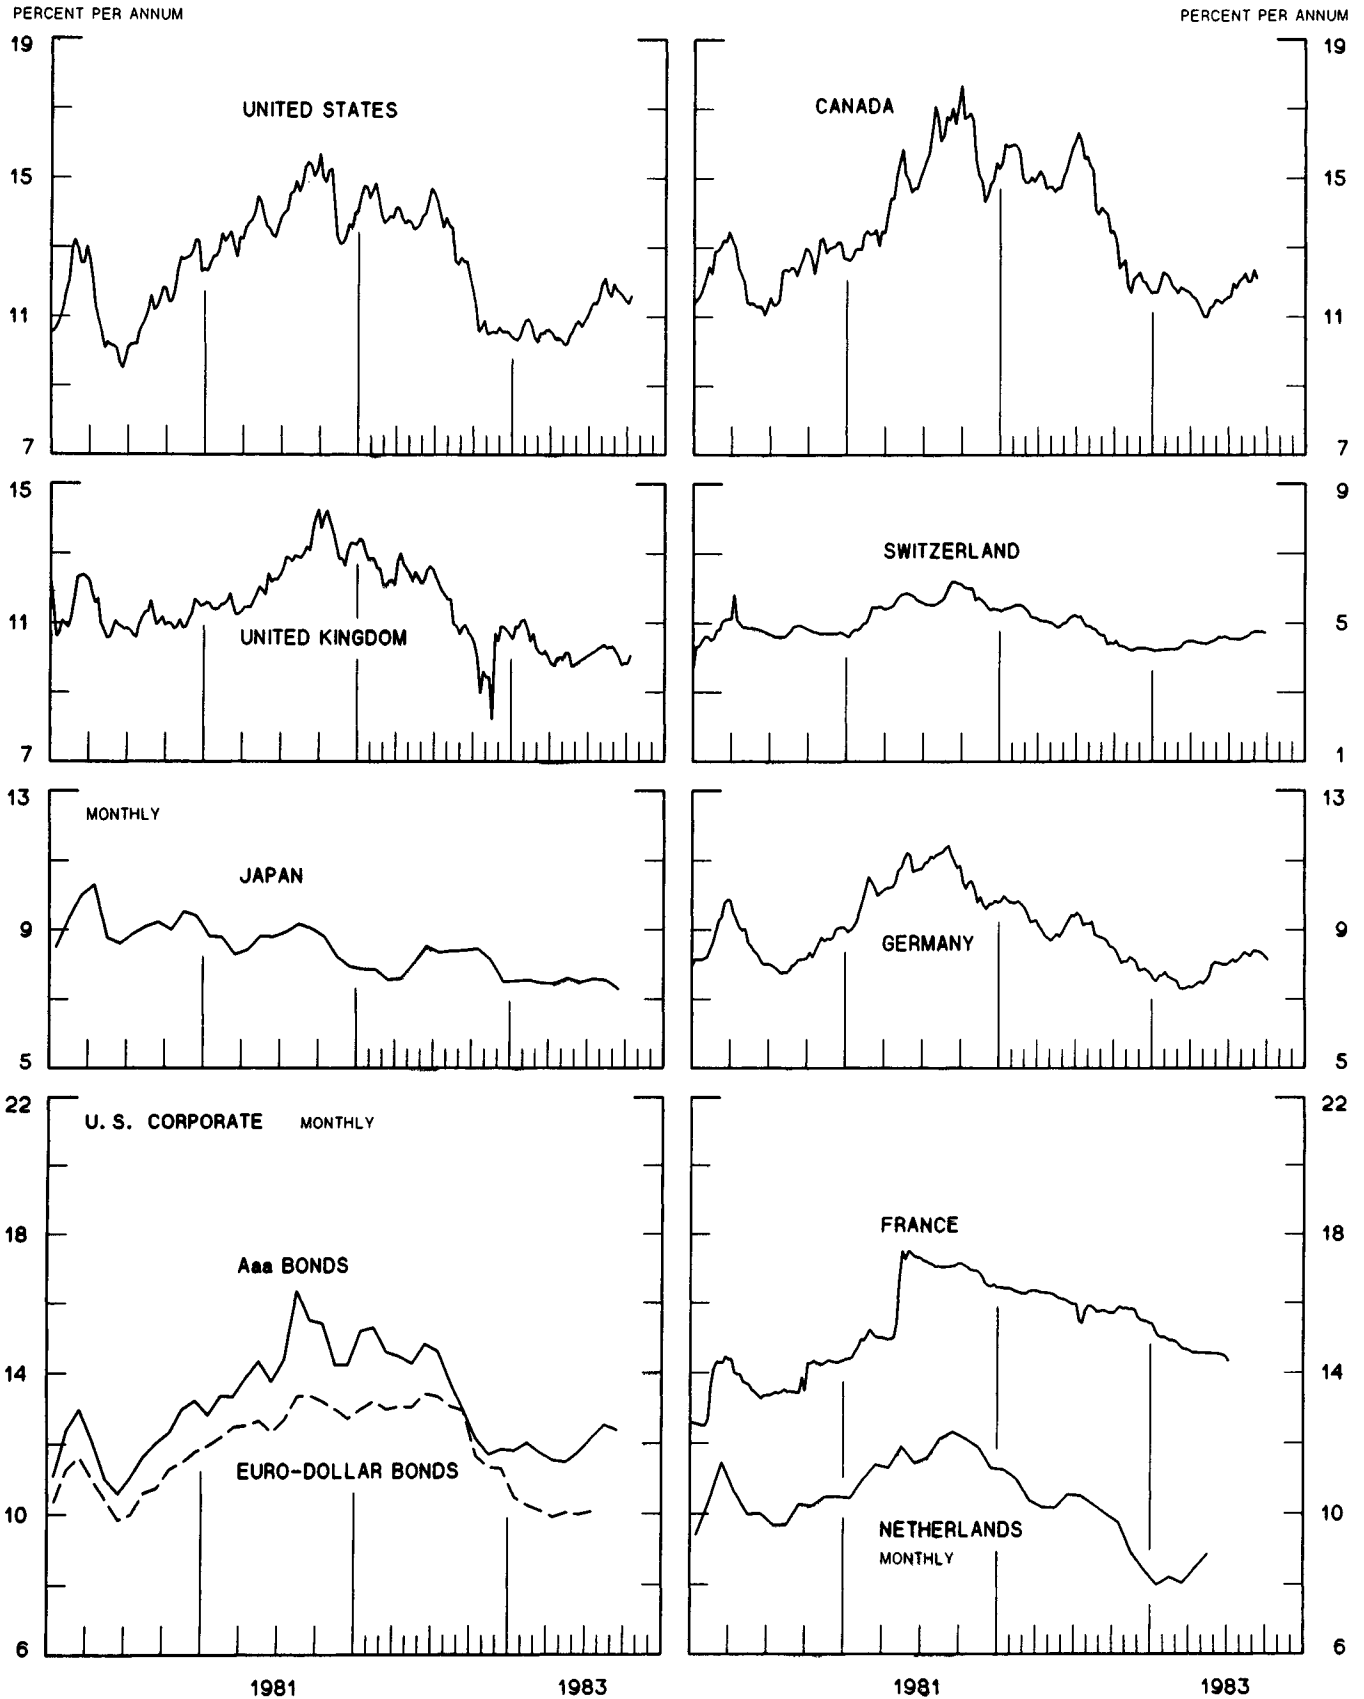 PERCENT PER ANNUM
PERCENT PER ANNUM
19
15
11
7
UNITED STATES
CANADA
19
15
11
7
15
11
7
UNITED KINGDOM
SWITZERLAND
9
5
1
13
9
5
MONTHLY
JAPAN
GERMANY
13
9
5
22
18
14
10
6
U. S. CORPORATE MONTHLY
Aaa BONDS
EURO-DOLLAR BONDS
FRANCE
NETHERLANDS
MONTHLY
22
18
14
10
6
1981
1983
1981
1983